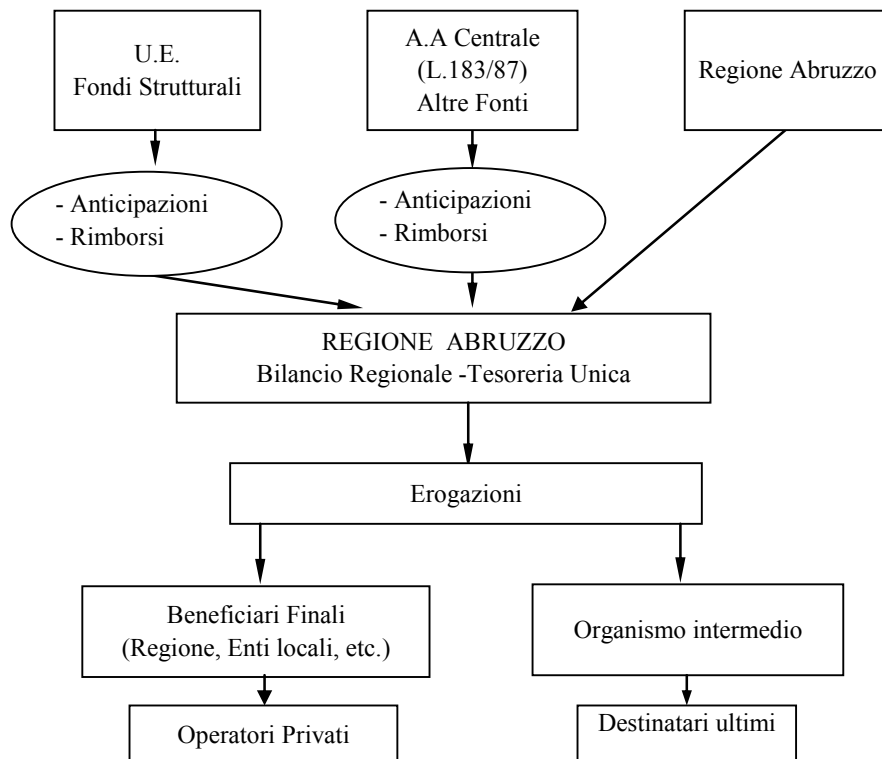 U.E.
Fondi Strutturali
A.A Centrale
(L.183/87)
Altre Fonti
Regione Abruzzo
- Anticipazioni
- Rimborsi
- Anticipazioni
- Rimborsi
REGIONE ABRUZZO
Bilancio Regionale -Tesoreria Unica
Erogazioni
Beneficiari Finali
(Regione, Enti locali, etc.)
Organismo intermedio
Operatori Privati
Destinatari ultimi